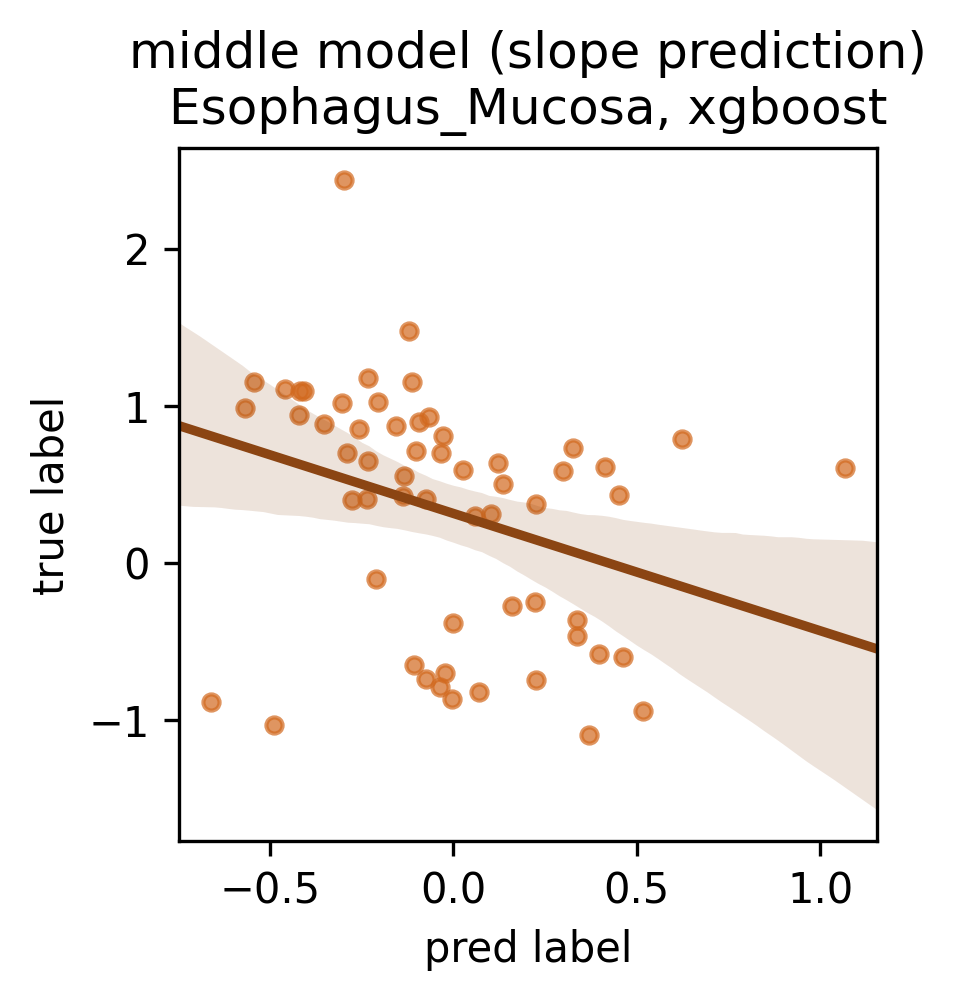 middle model (slope prediction)
Esophagus_Mucosa, xgboost
2
1
0
−1
true label
−0.5 0.0 0.5 1.0
pred label